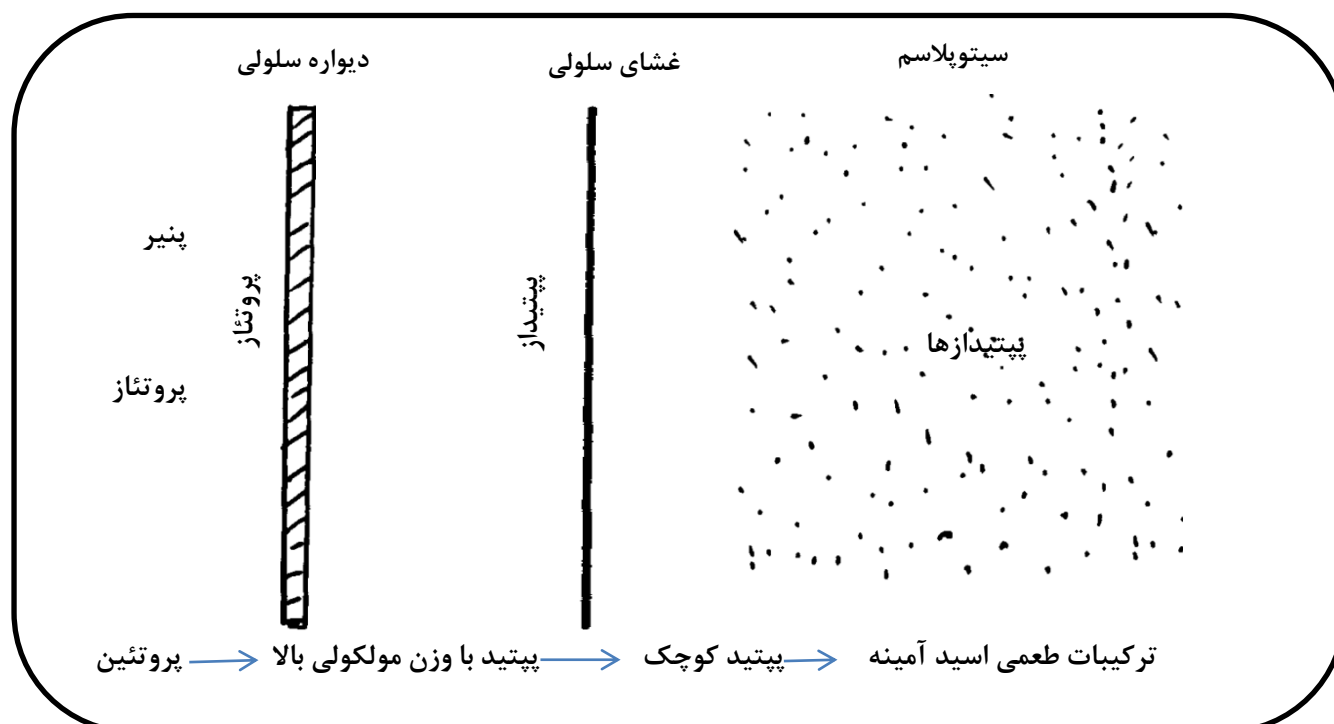 سیتوپلاسم
غشای سلولی
دیواره سلولی
پنیر
پروتئاز
پپتیداز
پپتیدازها
پروتئاز
پروتئین پپتید با وزن مولکولی بالا پپتید کوچک ترکیبات طعمی اسید آمینه